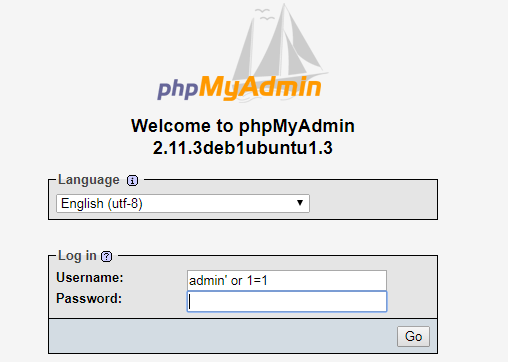 phpMyAdmin
Welcome to phpMyAdmin
2.11.3deb1ubuntu1.3
Language
English (utf-8)
Log in
Username:
admin' or 1=1
Password:
Go